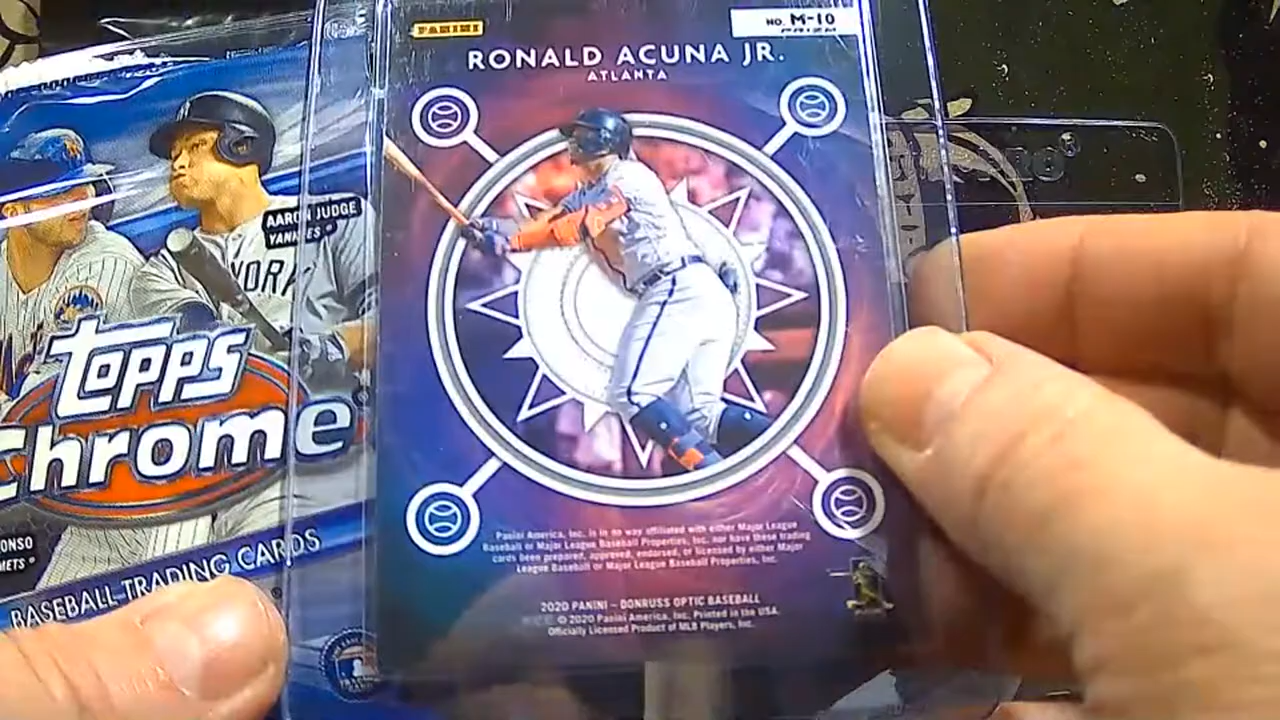 PANINI
NO. M-10
PRIZM
RONALD ACUNA JR.
ATLANTA
AARON JUDGE
YANKEES
YORK
topps
Chrome
ONSO
METS
BASEBALL TRADING CARDS
Panini America, Inc. is in no way affiliated with either Major League
Baseball or Major League Baseball Properties, Inc. nor have these trading
cards been prepared, approved, endorsed, or licensed by either Major
League Baseball or Major League Baseball Properties, Inc.
2020 PANINI – DONRUSS OPTIC BASEBALL
© 2020 Panini America, Inc. Printed in the USA.
Officially Licensed Product of MLB Players, Inc.